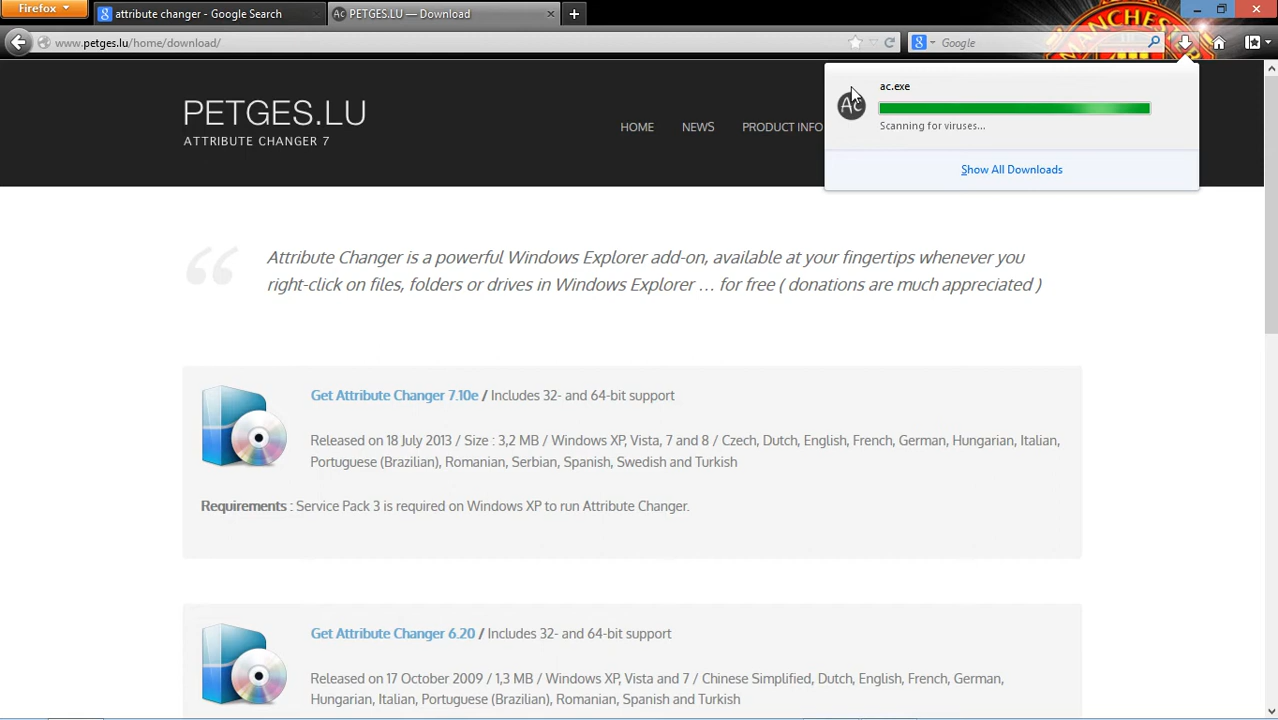 Firefox
attribute changer - Google Search
PETGES.LU — Download
www.petges.lu/home/download/
Google
MANCHESTER
ac.exe
Scanning for viruses...
Show All Downloads
PETGES.LU
ATTRIBUTE CHANGER 7
HOME NEWS PRODUCT INFO
Attribute Changer is a powerful Windows Explorer add-on, available at your fingertips whenever you
right-click on files, folders or drives in Windows Explorer … for free ( donations are much appreciated )
Get Attribute Changer 7.10e / Includes 32- and 64-bit support
Released on 18 July 2013 / Size : 3,2 MB / Windows XP, Vista, 7 and 8 / Czech, Dutch, English, French, German, Hungarian, Italian,
Portuguese (Brazilian), Romanian, Serbian, Spanish, Swedish and Turkish
Requirements : Service Pack 3 is required on Windows XP to run Attribute Changer.
Get Attribute Changer 6.20 / Includes 32- and 64-bit support
Released on 17 October 2009 / 1,3 MB / Windows XP, Vista and 7 / Chinese Simplified, Dutch, English, French, German,
Hungarian, Italian, Portuguese (Brazilian), Romanian, Spanish and Turkish